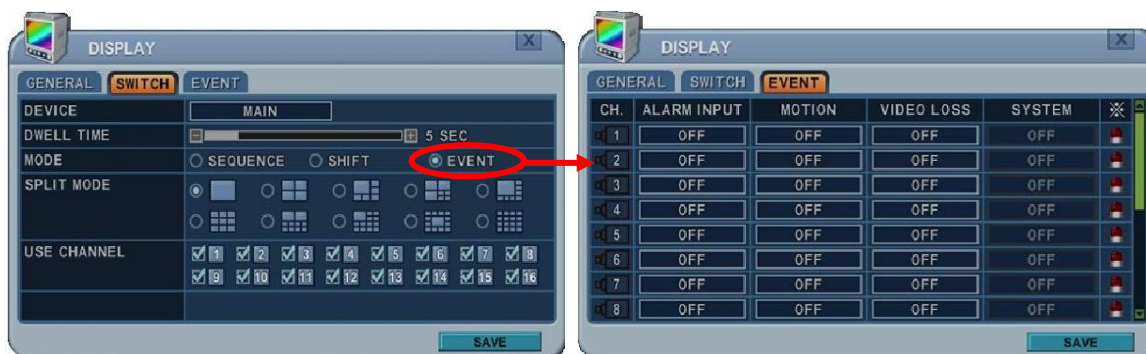 DISPLAY
X
GENERAL SWITCH EVENT
DEVICE MAIN
DWELL TIME 5 SEC
MODE SEQUENCE SHIFT EVENT
SPLIT MODE
USE CHANNEL 1 2 3 4 5 6 7 8
9 10 11 12 13 14 15 16
SAVE
DISPLAY
X
GENERAL SWITCH EVENT
CH. ALARM INPUT MOTION VIDEO LOSS SYSTEM
1 OFF OFF OFF OFF
2 OFF OFF OFF OFF
3 OFF OFF OFF OFF
4 OFF OFF OFF OFF
5 OFF OFF OFF OFF
6 OFF OFF OFF OFF
7 OFF OFF OFF OFF
8 OFF OFF OFF OFF
SAVE